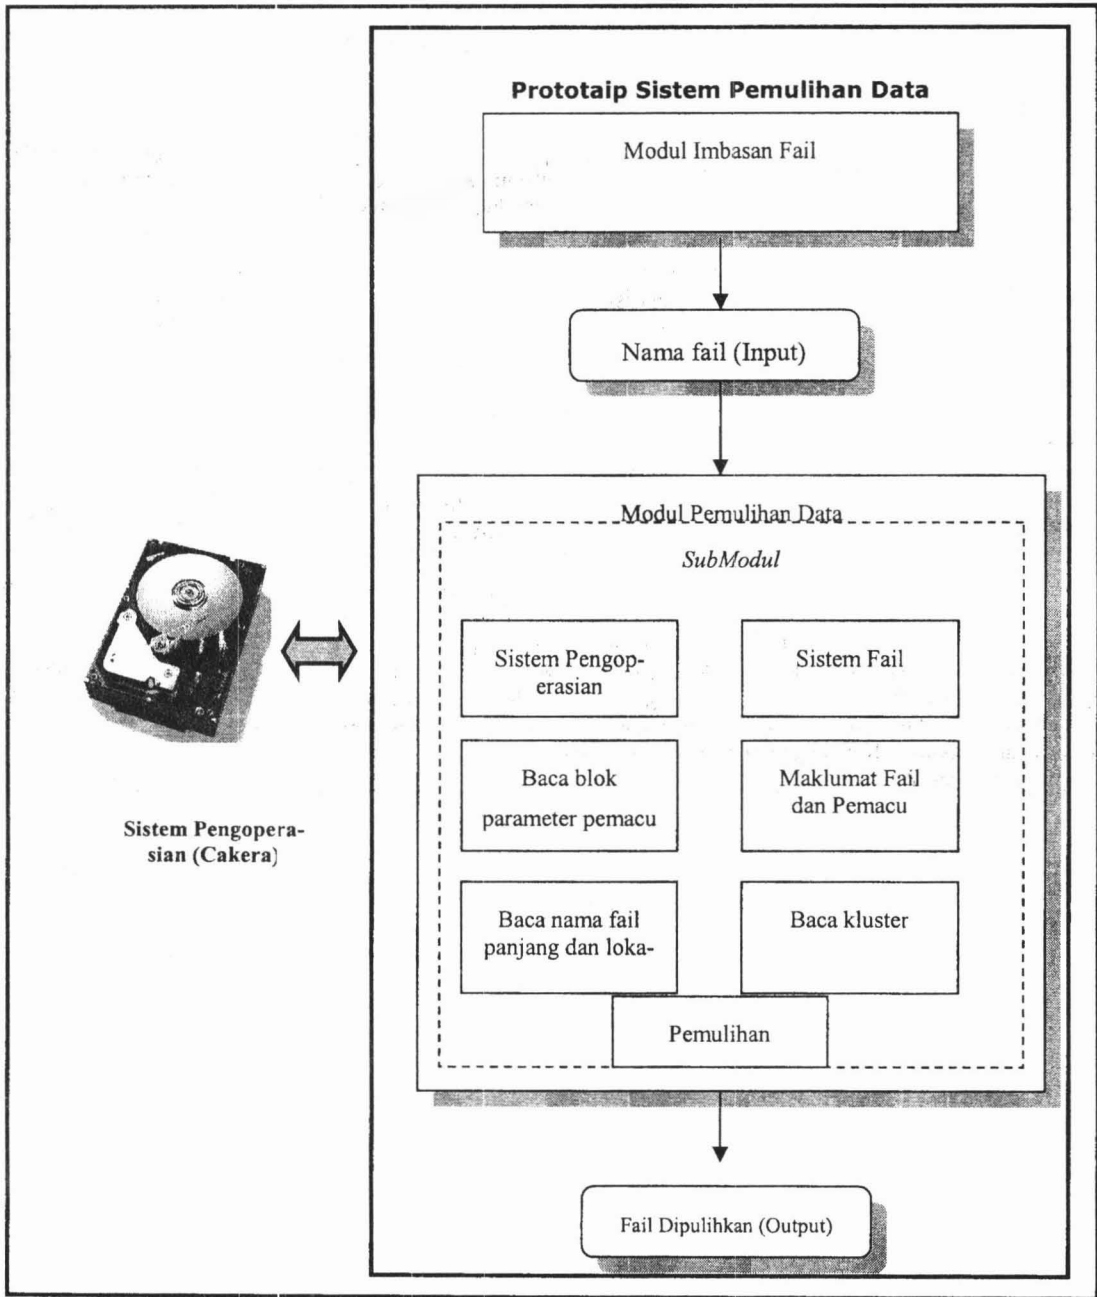 Prototaip Sistem Pemulihan Data
Modul Imbasan Fail
Nama fail (Input)
Modul Pemulihan Data
SubModul
Sistem Pengop-
erasian
Sistem Fail
Baca blok
parameter pemacu
Maklumat Fail
dan Pemacu
Baca nama fail
panjang dan loka-
Baca kluster
Pemulihan
Fail Dipulihkan (Output)
Sistem Pengopera-
sian (Cakera)